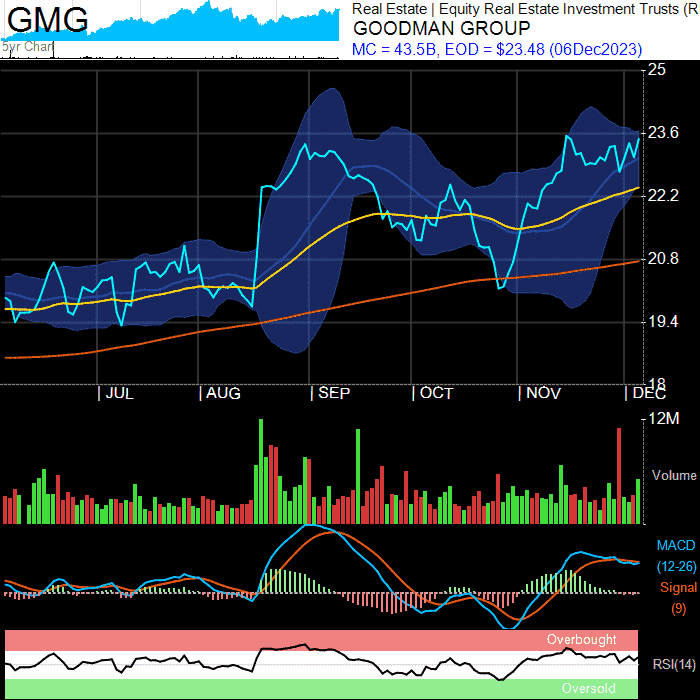 GMG
5yr Chart
Real Estate | Equity Real Estate Investment Trusts (R
GOODMAN GROUP
MC = 43.5B, EOD = $23.48 (06Dec2023)
25
23.6
22.2
20.8
19.4
18
| JUL | AUG | SEP | OCT | NOV | DEC
12M
Volume
MACD
(12-26)
Signal
(9)
Overbought
RSI(14)
Oversold